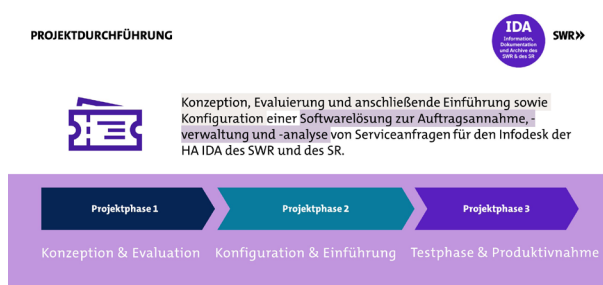 PROJEKTDURCHFÜHRUNG
IDA
Information,
Dokumentation
und Archive des
SWR & des SR
SWR»
Konzeption, Evaluierung und anschließende Einführung sowie
Konfiguration einer Softwarelösung zur Auftragsannahme, -
verwaltung und -analyse von Serviceanfragen für den Infodesk der
HA IDA des SWR und des SR.
Projektphase 1
Projektphase 2
Projektphase 3
Konzeption & Evaluation
Konfiguration & Einführung
Testphase & Produktivnahme